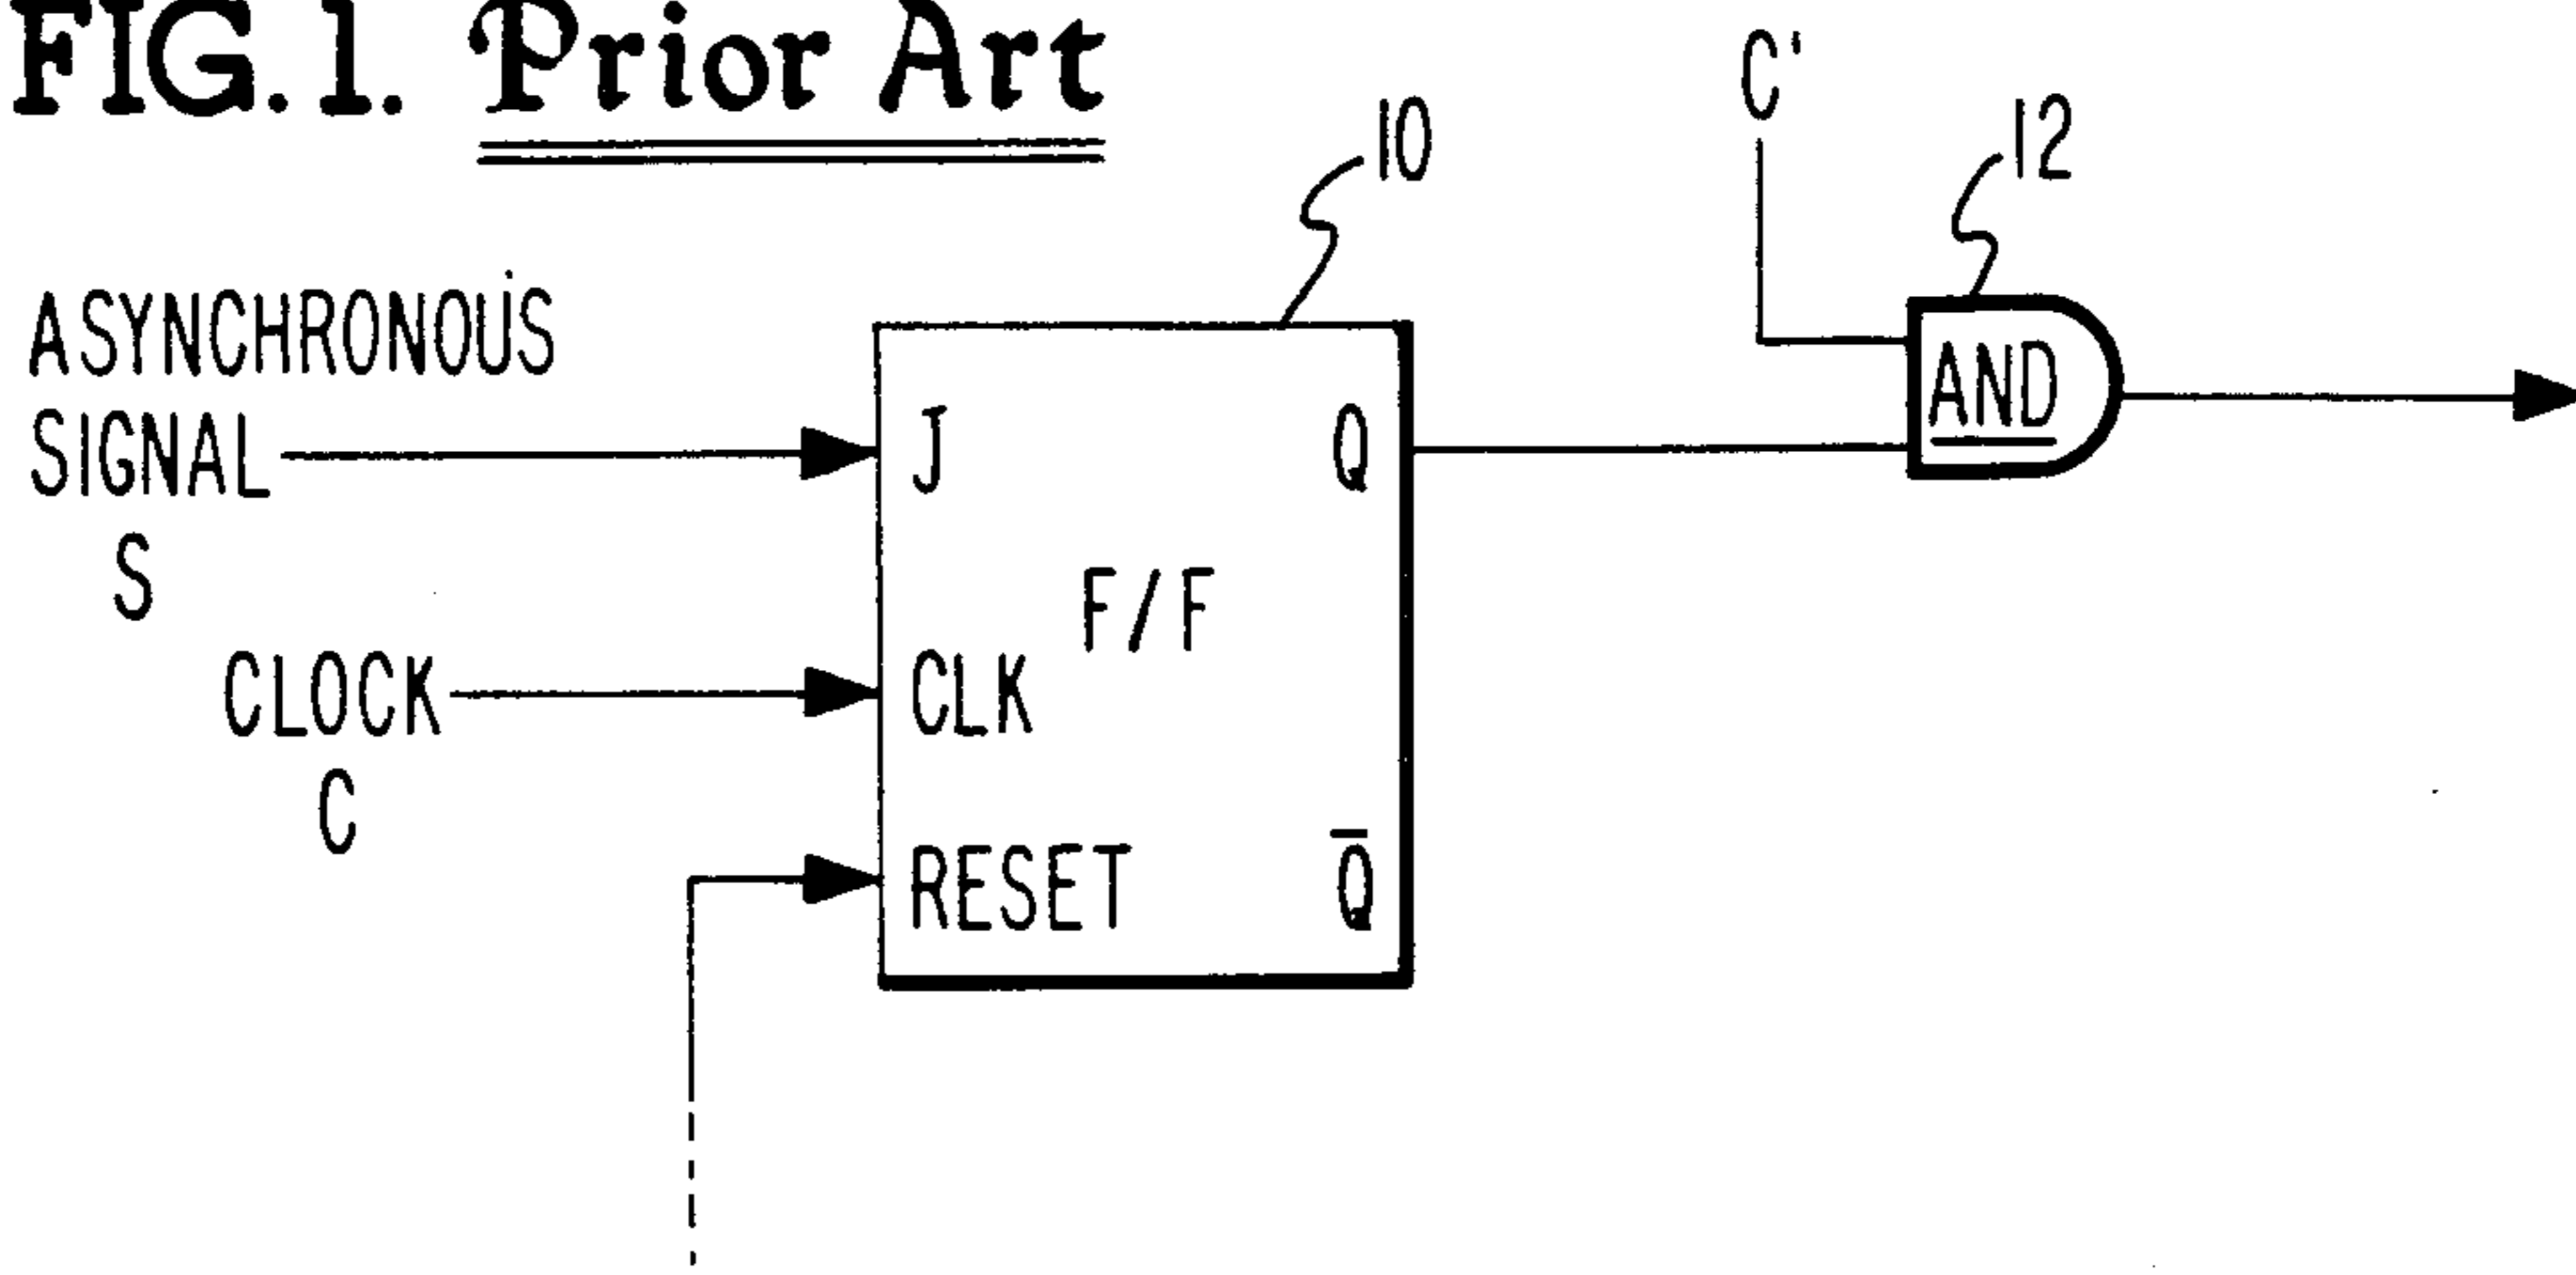 FIG. 1. Prior Art
C'
10
12
ASYNCHRONOUS
SIGNAL
S
J
Q
AND
F/F
CLOCK
C
CLK
RESET
Q̅